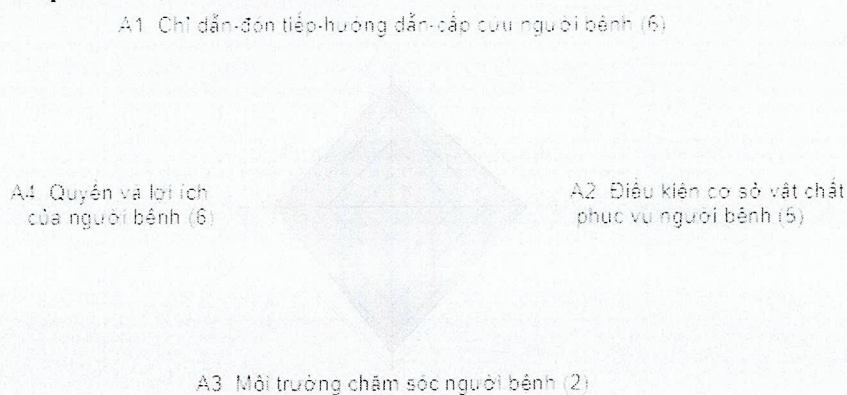 A1. Chỉ dẫn-đón tiếp-hướng dẫn-cấp cứu người bệnh (6)
A4. Quyền và lợi ích
của người bệnh (6)
A2. Điều kiện cơ sở vật chất
phục vụ người bệnh (5)
A3. Môi trường chăm sóc người bệnh (2)